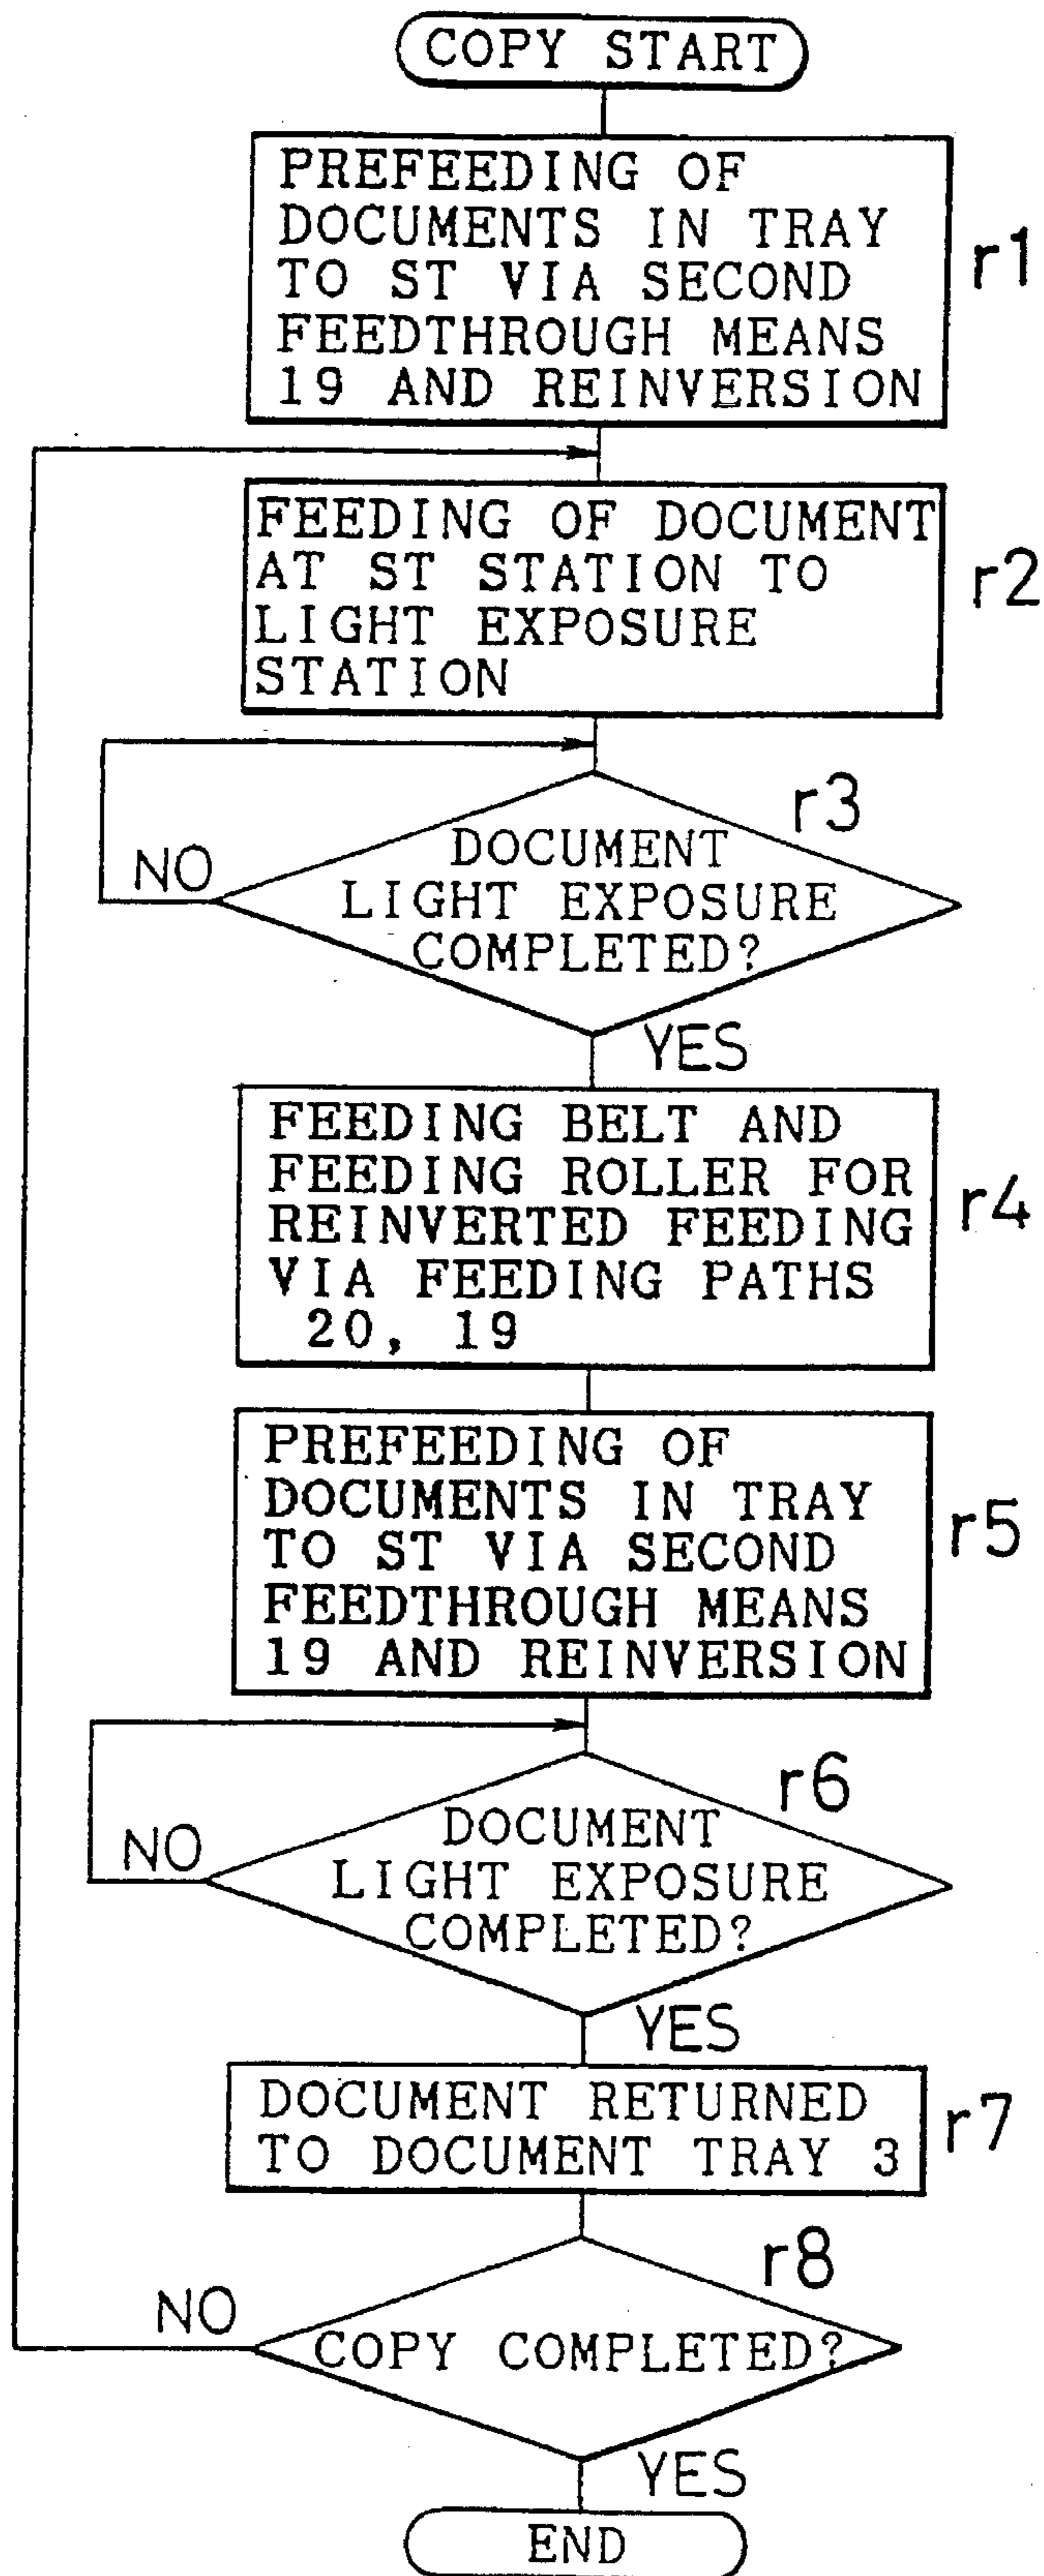 COPY START
PREFEEDING OF
DOCUMENTS IN TRAY
TO ST VIA SECOND
FEEDTHROUGH MEANS
19 AND REINVERSION
r1
FEEDING OF DOCUMENT
AT ST STATION TO
LIGHT EXPOSURE
STATION
r2
r3
DOCUMENT
LIGHT EXPOSURE
COMPLETED?
NO
YES
FEEDING BELT AND
FEEDING ROLLER FOR
REINVERTED FEEDING
VIA FEEDING PATHS
20, 19
r4
PREFEEDING OF
DOCUMENTS IN TRAY
TO ST VIA SECOND
FEEDTHROUGH MEANS
19 AND REINVERSION
r5
r6
DOCUMENT
LIGHT EXPOSURE
COMPLETED?
NO
YES
DOCUMENT RETURNED
TO DOCUMENT TRAY 3
r7
r8
NO
COPY COMPLETED?
YES
END